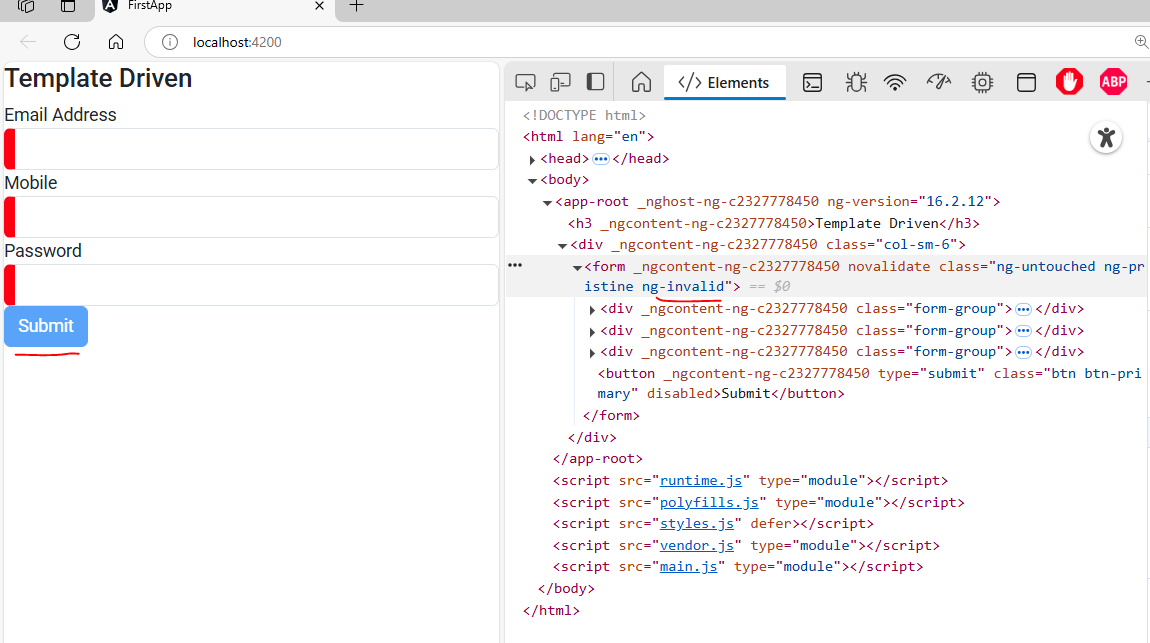 FirstApp
localhost:4200
Template Driven
Email Address
Mobile
Password
Submit
Elements
ABP
<!DOCTYPE html>
<html lang="en">
<head>•••</head>
<body>
<app-root _nghost-ng-c2327778450 ng-version="16.2.12">
<h3 _ngcontent-ng-c2327778450>Template Driven</h3>
<div _ngcontent-ng-c2327778450 class="col-sm-6">
<form _ngcontent-ng-c2327778450 novalidate class="ng-untouched ng-pr
istine ng-invalid"> == $0
<div _ngcontent-ng-c2327778450 class="form-group">•••</div>
<div _ngcontent-ng-c2327778450 class="form-group">•••</div>
<div _ngcontent-ng-c2327778450 class="form-group">•••</div>
<button _ngcontent-ng-c2327778450 type="submit" class="btn btn-pri
mary" disabled>Submit</button>
</form>
</div>
</app-root>
<script src="runtime.js" type="module"></script>
<script src="polyfills.js" type="module"></script>
<script src="styles.js" defer></script>
<script src="vendor.js" type="module"></script>
<script src="main.js" type="module"></script>
</body>
</html>